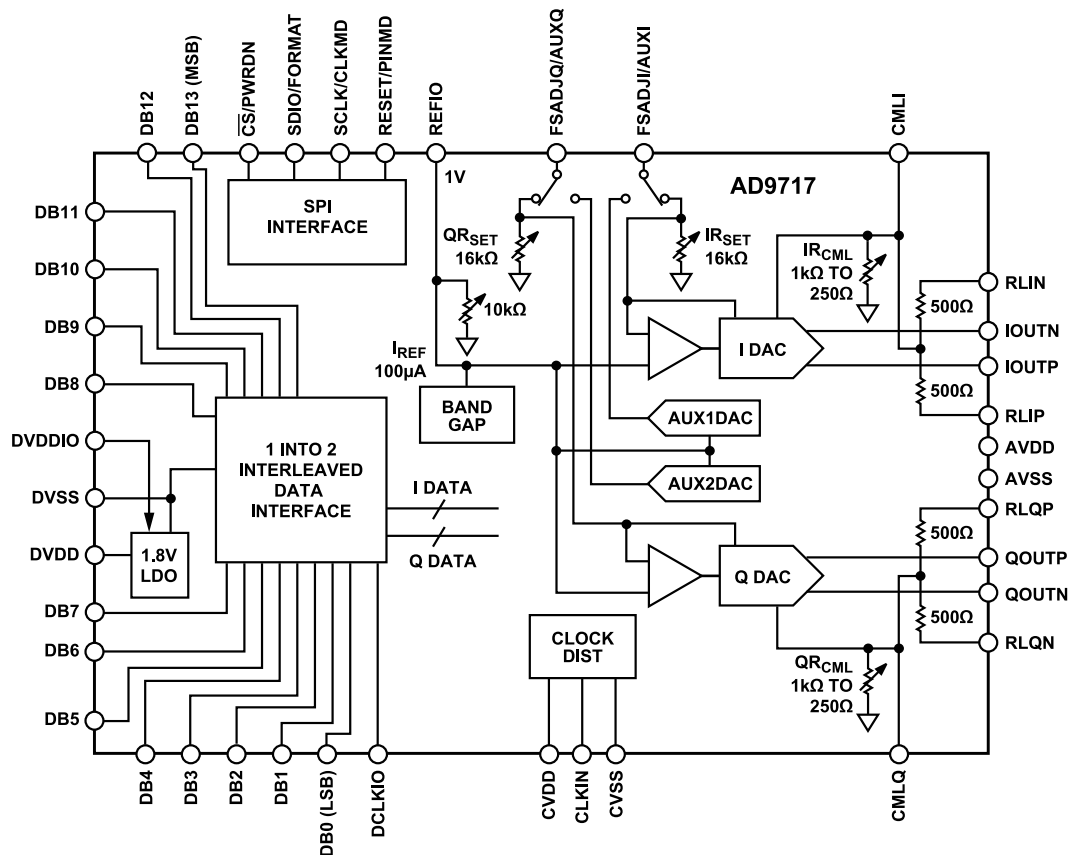 DB12
DB13 (MSB)
CS/PWRDN
SDIO/FORMAT
SCLK/CLKMD
RESET/PINMD
REFIO
FSADJQ/AUXQ
FSADJI/AUXI
CMLI
1V
AD9717
SPI
INTERFACE
DB11
DB10
DB9
DB8
DVDDIO
DVSS
DVDD
DB7
DB6
DB5
QRSET
16kΩ
IRSET
16kΩ
IRCML
1kΩ TO
250Ω
10kΩ
IREF
100µA
BAND
GAP
I DAC
500Ω
500Ω
RLIN
IOUTN
IOUTP
RLIP
AVDD
AVSS
RLQP
QOUTP
QOUTN
RLQN
AUX1DAC
AUX2DAC
1 INTO 2
INTERLEAVED
DATA
INTERFACE
I DATA
Q DATA
1.8V
LDO
Q DAC
500Ω
500Ω
CLOCK
DIST
QRCML
1kΩ TO
250Ω
DB4
DB3
DB2
DB1
DB0 (LSB)
DCLKIO
CVDD
CLKIN
CVSS
CMLQ